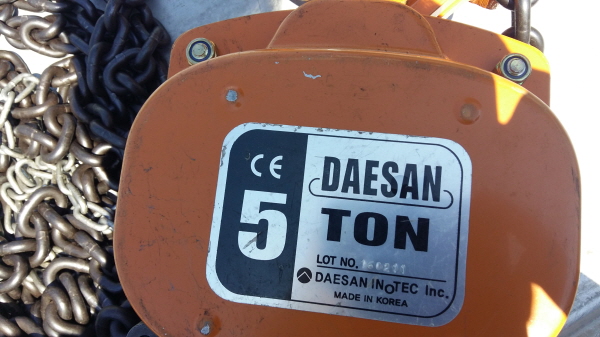 CE
5
DAESAN
TON
LOT NO.
DAESAN INOTEC Inc.
MADE IN KOREA